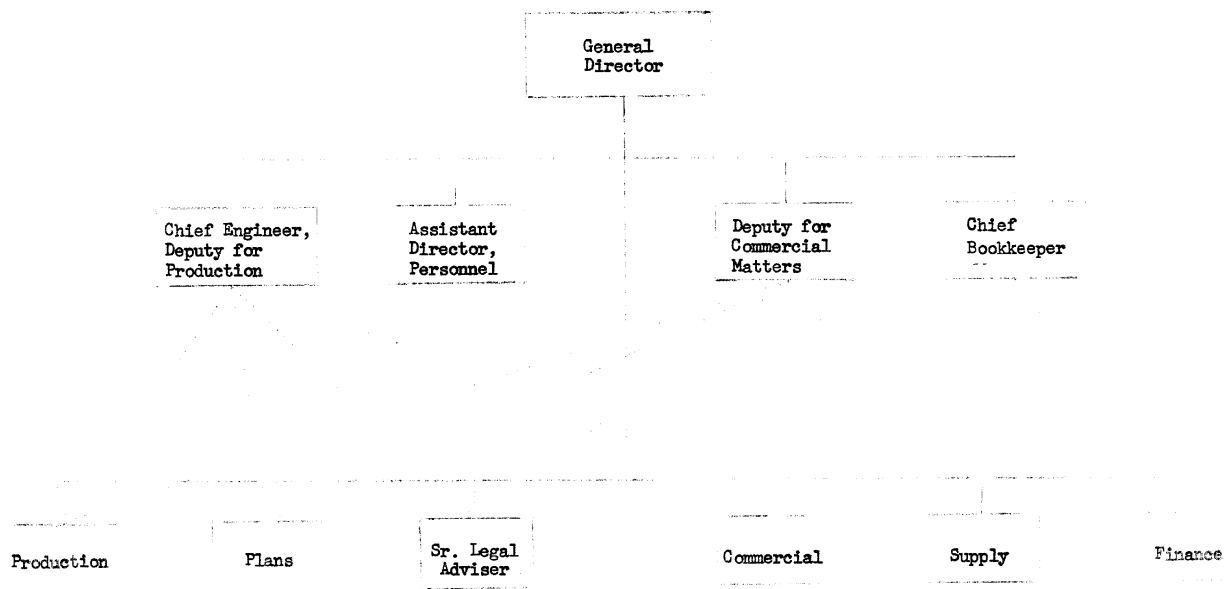 General
Director
Chief Engineer,
Deputy for
Production
Assistant
Director,
Personnel
Deputy for
Commercial
Matters
Chief
Bookkeeper
Production
Plans
Sr. Legal
Adviser
Commercial
Supply
Finance